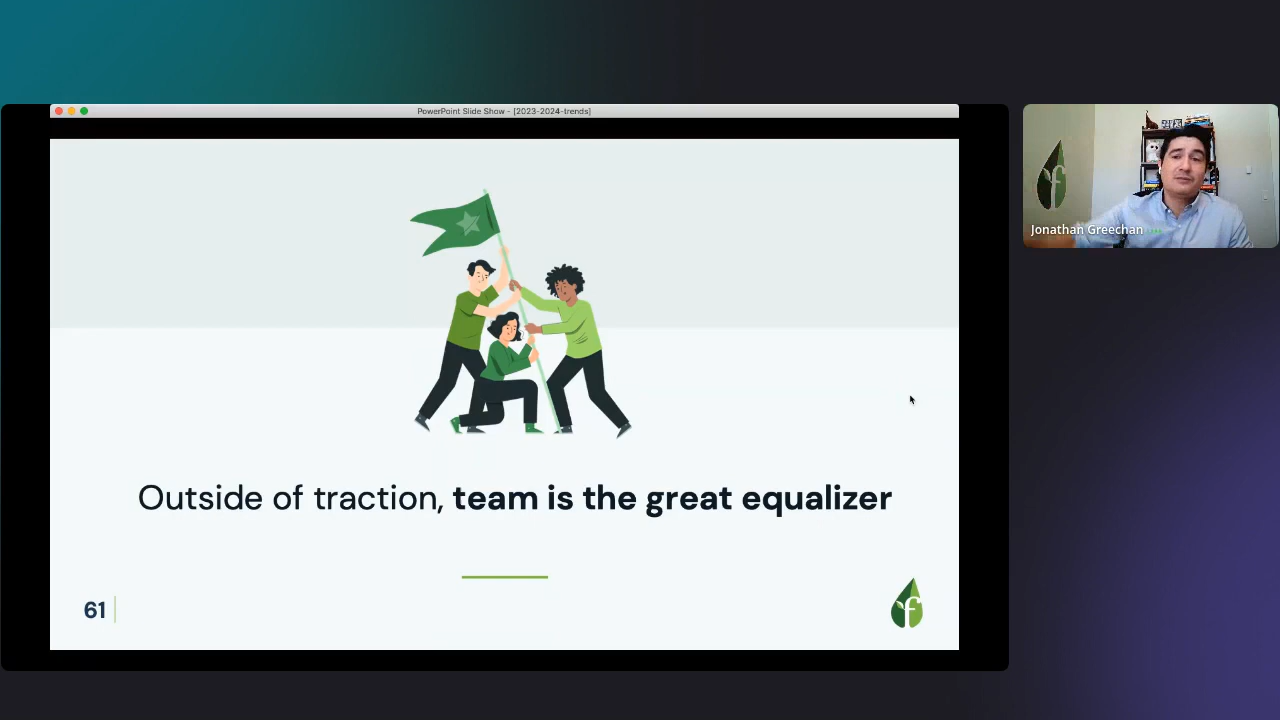 PowerPoint Slide Show - [2023-2024-trends]
Jonathan Greechan
Outside of traction, team is the great equalizer
61
f